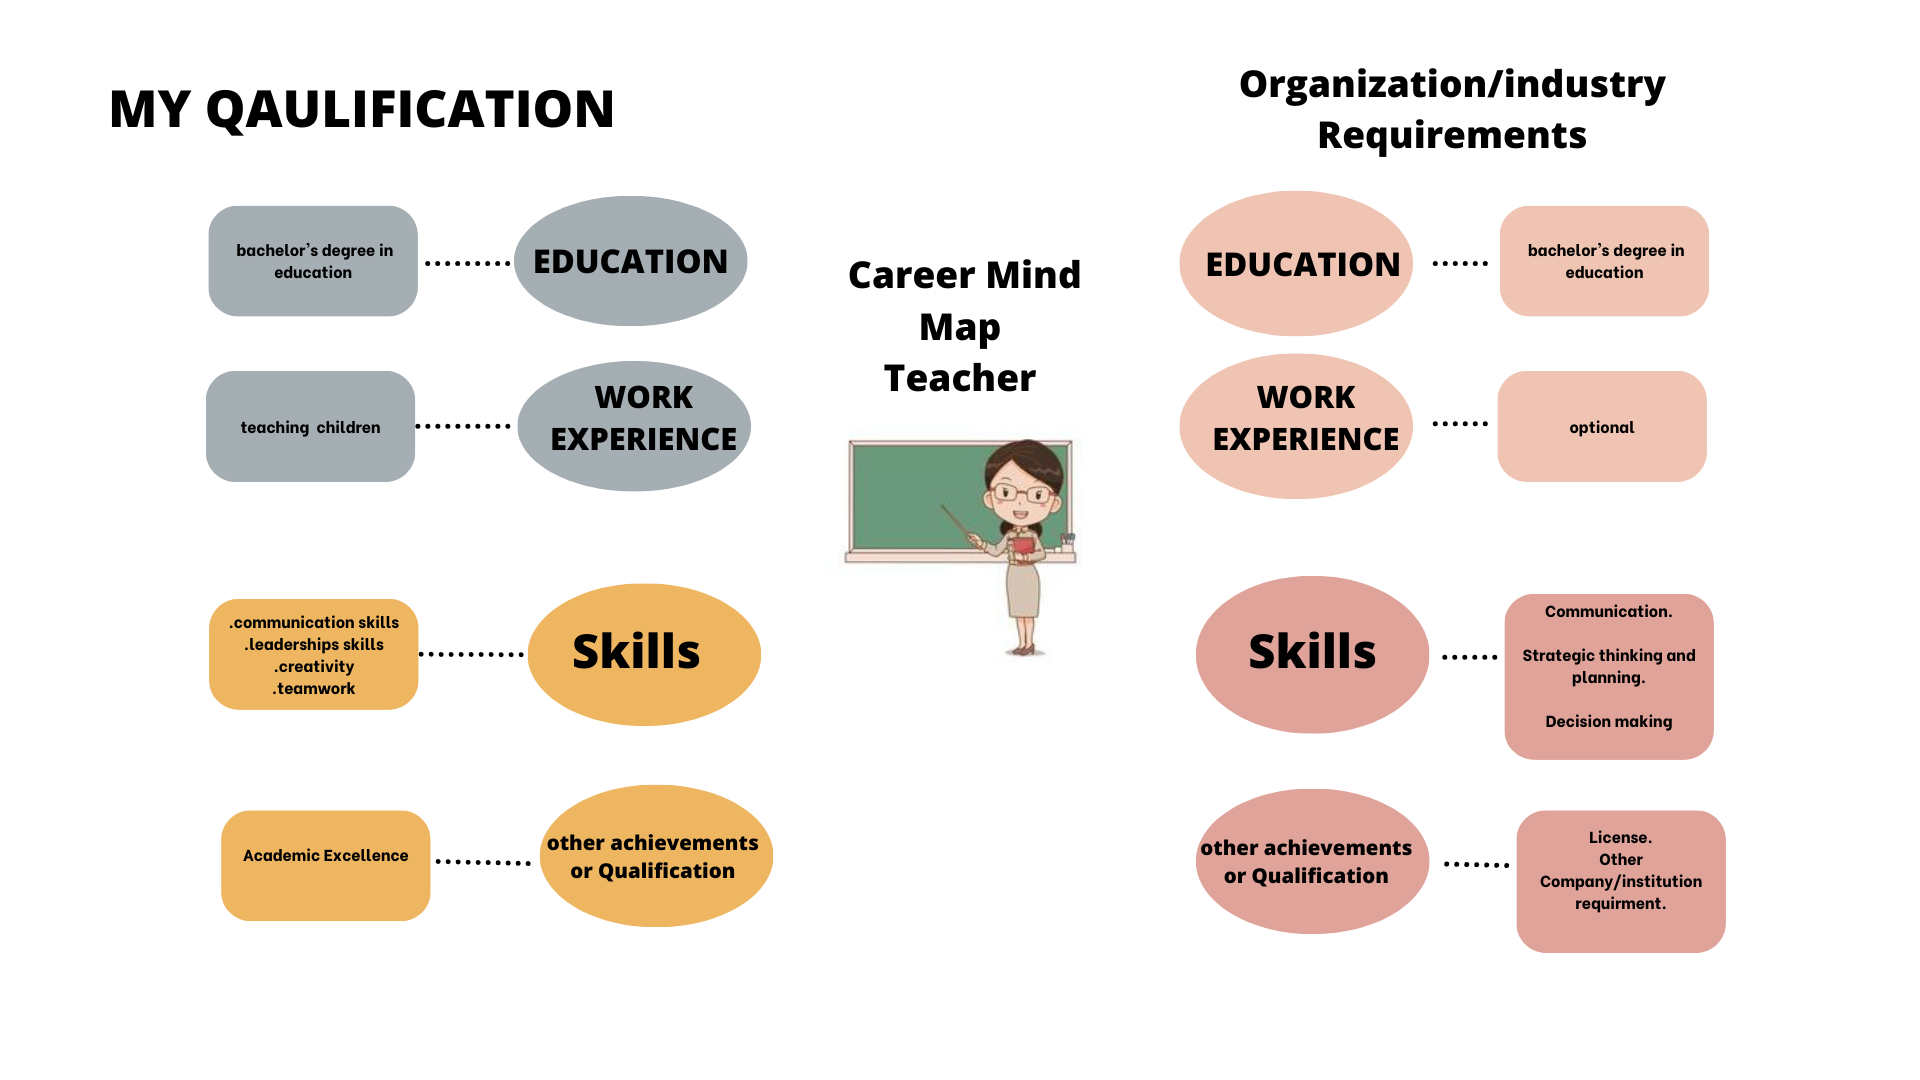 MY QAULIFICATION
bachelor's degree in
education
EDUCATION
teaching children
WORK
EXPERIENCE
.communication skills
.leaderships skills
.creativity
.teamwork
Skills
Academic Excellence
other achievements
or Qualification
Career Mind
Map
Teacher
Organization/industry
Requirements
EDUCATION
bachelor's degree in
education
WORK
EXPERIENCE
optional
Skills
Communication.
Strategic thinking and
planning.
Decision making
other achievements
or Qualification
License.
Other
Company/institution
requirment.